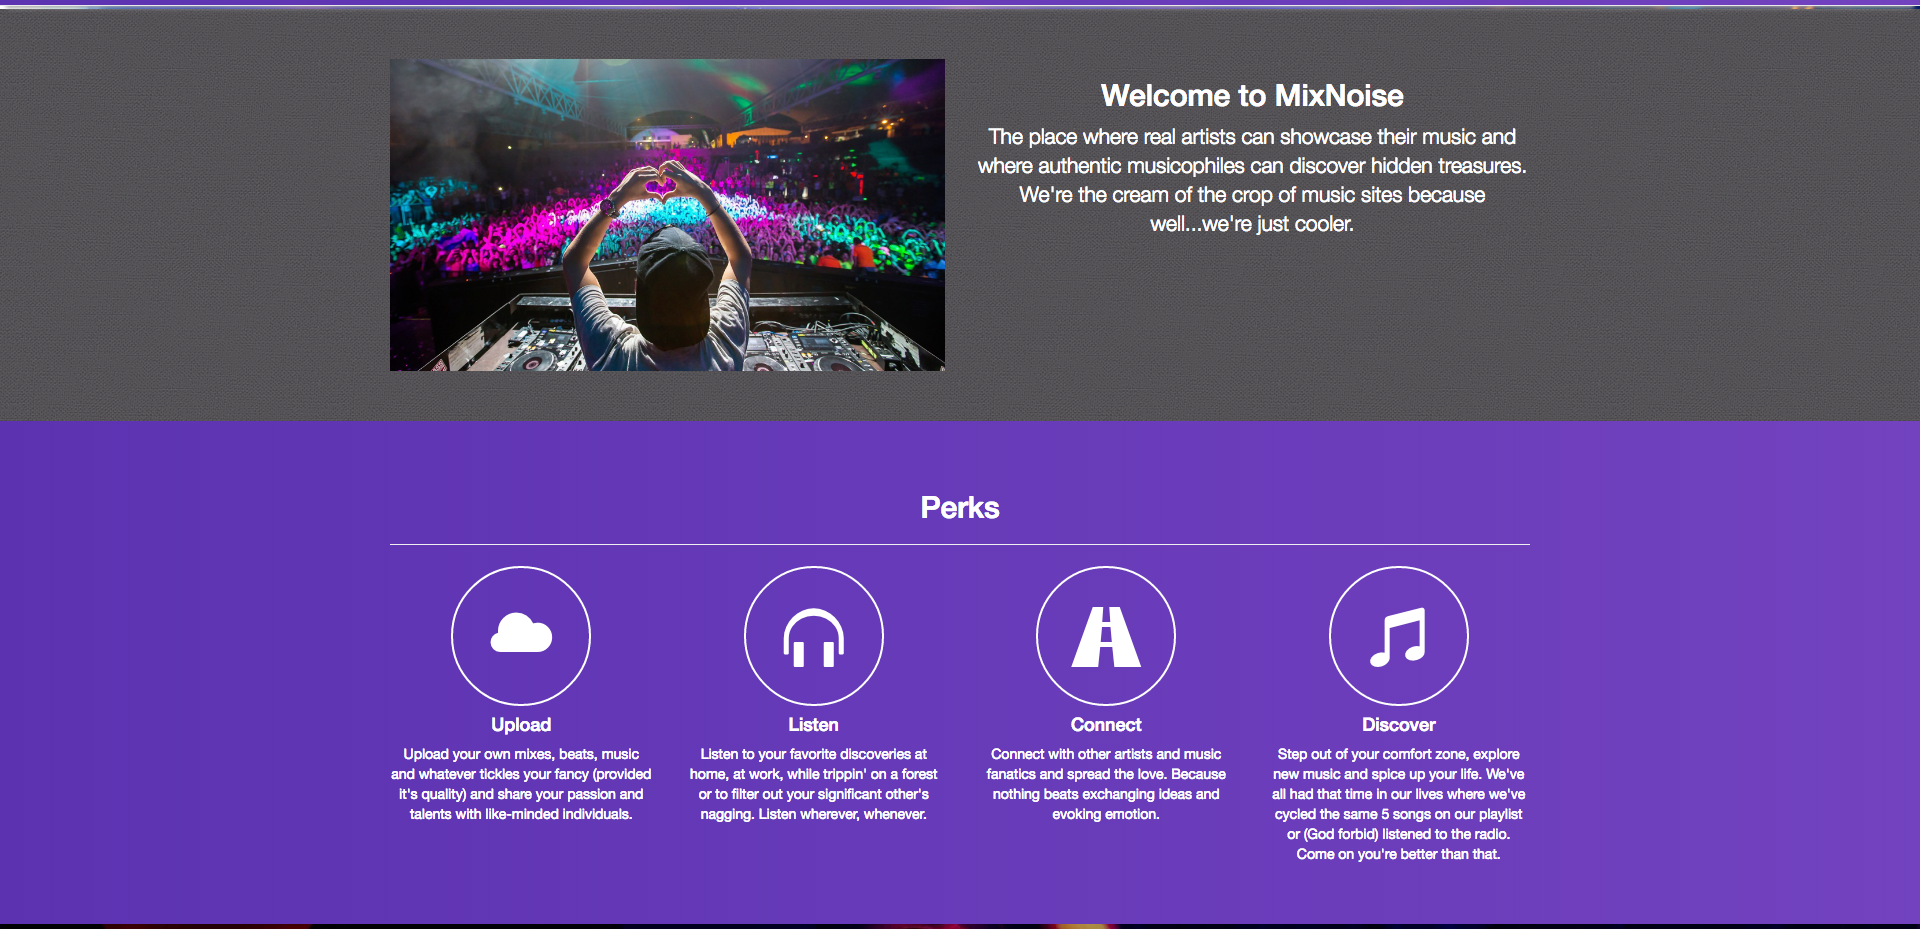 Welcome to MixNoise
The place where real artists can showcase their music and
where authentic musicophiles can discover hidden treasures.
We're the cream of the crop of music sites because
well...we're just cooler.
Perks
Upload
Upload your own mixes, beats, music
and whatever tickles your fancy (provided
it's quality) and share your passion and
talents with like-minded individuals.
Listen
Listen to your favorite discoveries at
home, at work, while trippin' on a forest
or to filter out your significant other's
nagging. Listen wherever, whenever.
Connect
Connect with other artists and music
fanatics and spread the love. Because
nothing beats exchanging ideas and
evoking emotion.
Discover
Step out of your comfort zone, explore
new music and spice up your life. We've
all had that time in our lives where we've
cycled the same 5 songs on our playlist
or (God forbid) listened to the radio.
Come on you're better than that.